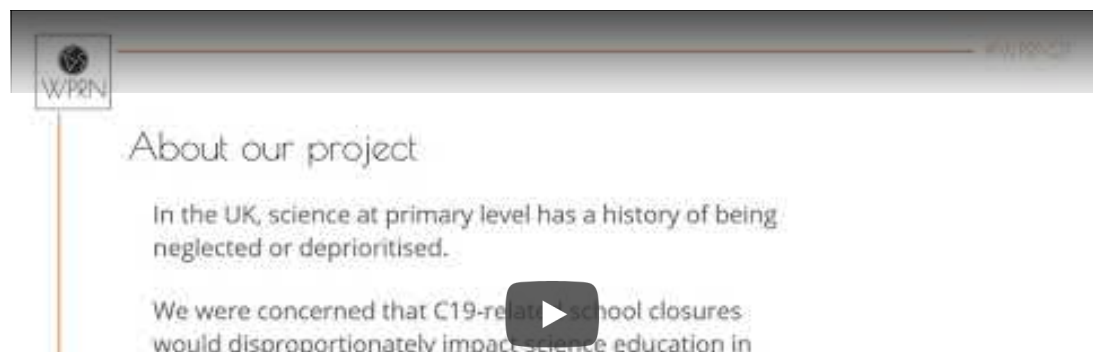 WPRN
About our project
In the UK, science at primary level has a history of being
neglected or deprioritised.
We were concerned that C19-related school closures
would disproportionately impact science education in